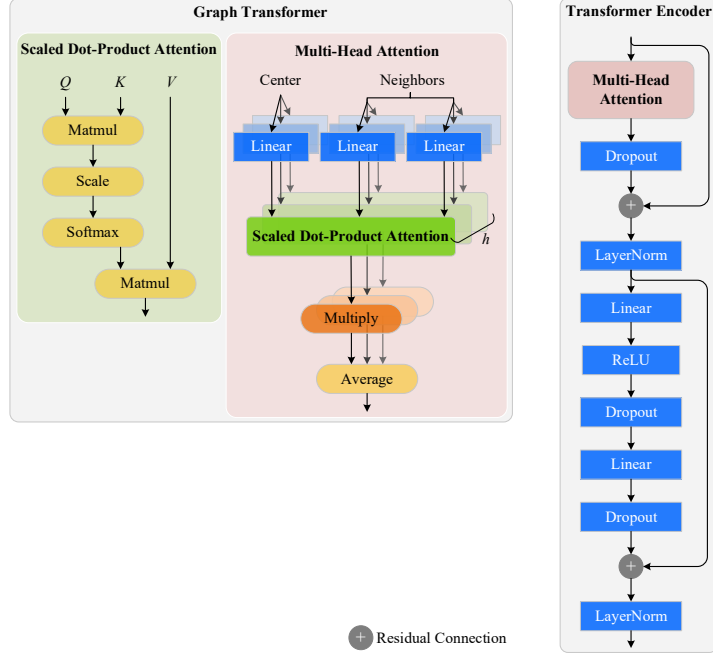 Graph Transformer
Scaled Dot-Product Attention
Q K V
Matmul
Scale
Softmax
Matmul
Multi-Head Attention
Center Neighbors
Linear Linear Linear
Scaled Dot-Product Attention
h
Multiply
Average
Transformer Encoder
Multi-Head
Attention
Dropout
+
LayerNorm
Linear
ReLU
Dropout
Linear
Dropout
+
LayerNorm
+ Residual Connection